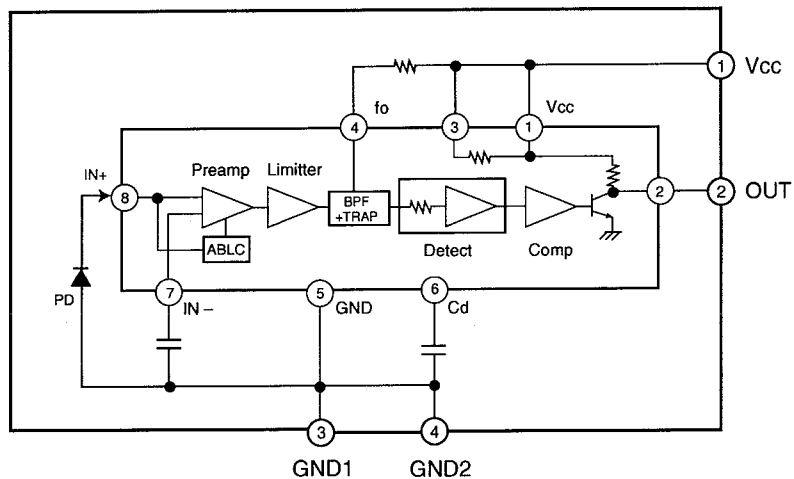 1 Vcc
fo Vcc
4 3 1
Preamp Limitter
IN+
8
BPF
+TRAP
2 2 OUT
ABLC
Detect Comp
PD
7 5 6
IN − GND Cd
3 4
GND1 GND2